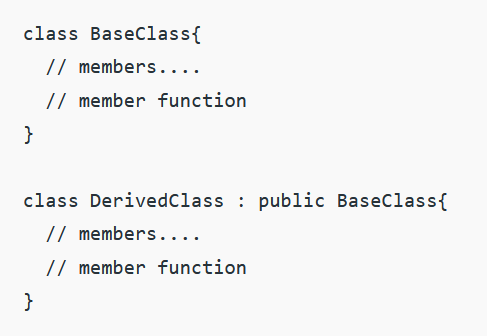 class BaseClass{
  // members....
  // member function
}

class DerivedClass : public BaseClass{
  // members....
  // member function
}